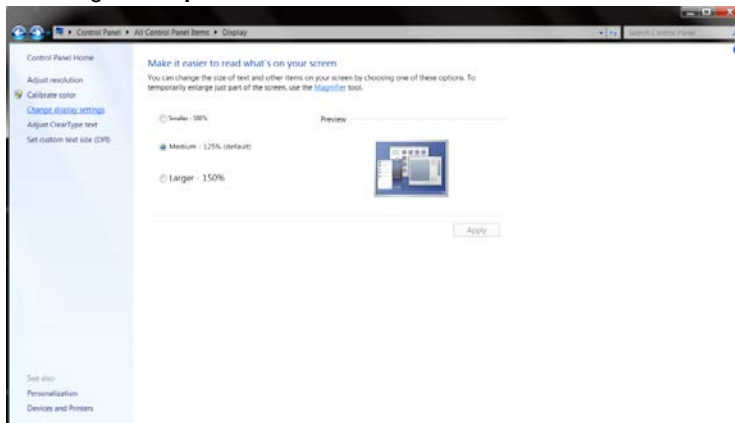 Control Panel ▸ All Control Panel Items ▸ Display
Search Control Panel
Control Panel Home
Adjust resolution
Calibrate color
Change display settings
Adjust ClearType text
Set custom text size (DPI)
Make it easier to read what's on your screen
You can change the size of text and other items on your screen by choosing one of these options. To
temporarily enlarge just part of the screen, use the Magnifier tool.
Smaller - 100%
Preview
Medium - 125% (default)
Larger - 150%
Apply
See also
Personalization
Devices and Printers